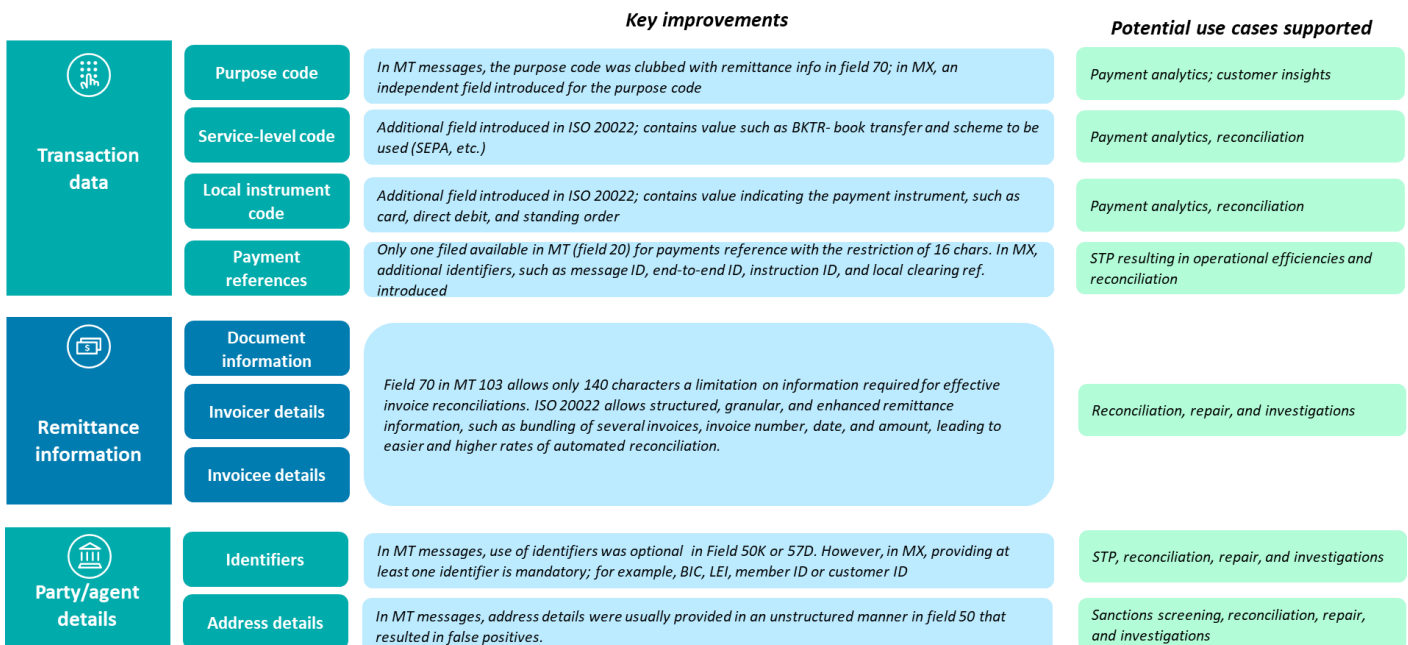 Key improvements
Potential use cases supported
Transaction
data
Purpose code
In MT messages, the purpose code was clubbed with remittance info in field 70; in MX, an
independent field introduced for the purpose code
Payment analytics; customer insights
Service-level code
Additional field introduced in ISO 20022; contains value such as BKTR- book transfer and scheme to be
used (SEPA, etc.)
Payment analytics, reconciliation
Local instrument
code
Additional field introduced in ISO 20022; contains value indicating the payment instrument, such as
card, direct debit, and standing order
Payment analytics, reconciliation
Payment
references
Only one filed available in MT (field 20) for payments reference with the restriction of 16 chars. In MX,
additional identifiers, such as message ID, end-to-end ID, instruction ID, and local clearing ref.
introduced
STP resulting in operational efficiencies and
reconciliation
Remittance
information
Document
information
Invoicer details
Invoicee details
Field 70 in MT 103 allows only 140 characters a limitation on information required for effective
invoice reconciliations. ISO 20022 allows structured, granular, and enhanced remittance
information, such as bundling of several invoices, invoice number, date, and amount, leading to
easier and higher rates of automated reconciliation.
Reconciliation, repair, and investigations
Party/agent
details
Identifiers
In MT messages, use of identifiers was optional in Field 50K or 57D. However, in MX, providing at
least one identifier is mandatory; for example, BIC, LEI, member ID or customer ID
STP, reconciliation, repair, and investigations
Address details
In MT messages, address details were usually provided in an unstructured manner in field 50 that
resulted in false positives.
Sanctions screening, reconciliation, repair,
and investigations